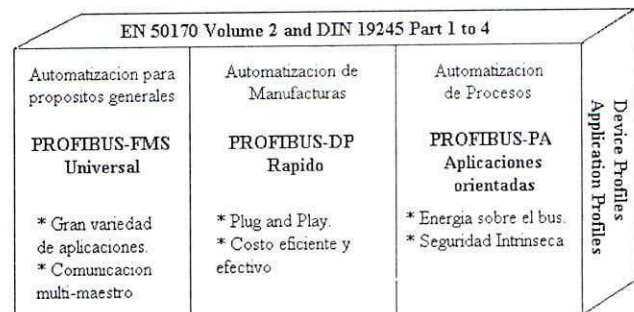 EN 50170 Volume 2 and DIN 19245 Part 1 to 4
Automatizacion para
propositos generales
PROFIBUS-FMS
Universal
* Gran variedad
de aplicaciones.
* Comunicacion
multi-maestro
Automatizacion de
Manufacturas
PROFIBUS-DP
Rapido
* Plug and Play.
* Costo eficiente y
efectivo
Automatizacion
de Procesos
PROFIBUS-PA
Aplicaciones
orientadas
* Energia sobre el bus.
* Seguridad Intrinseca
Device Profiles
Application Profiles